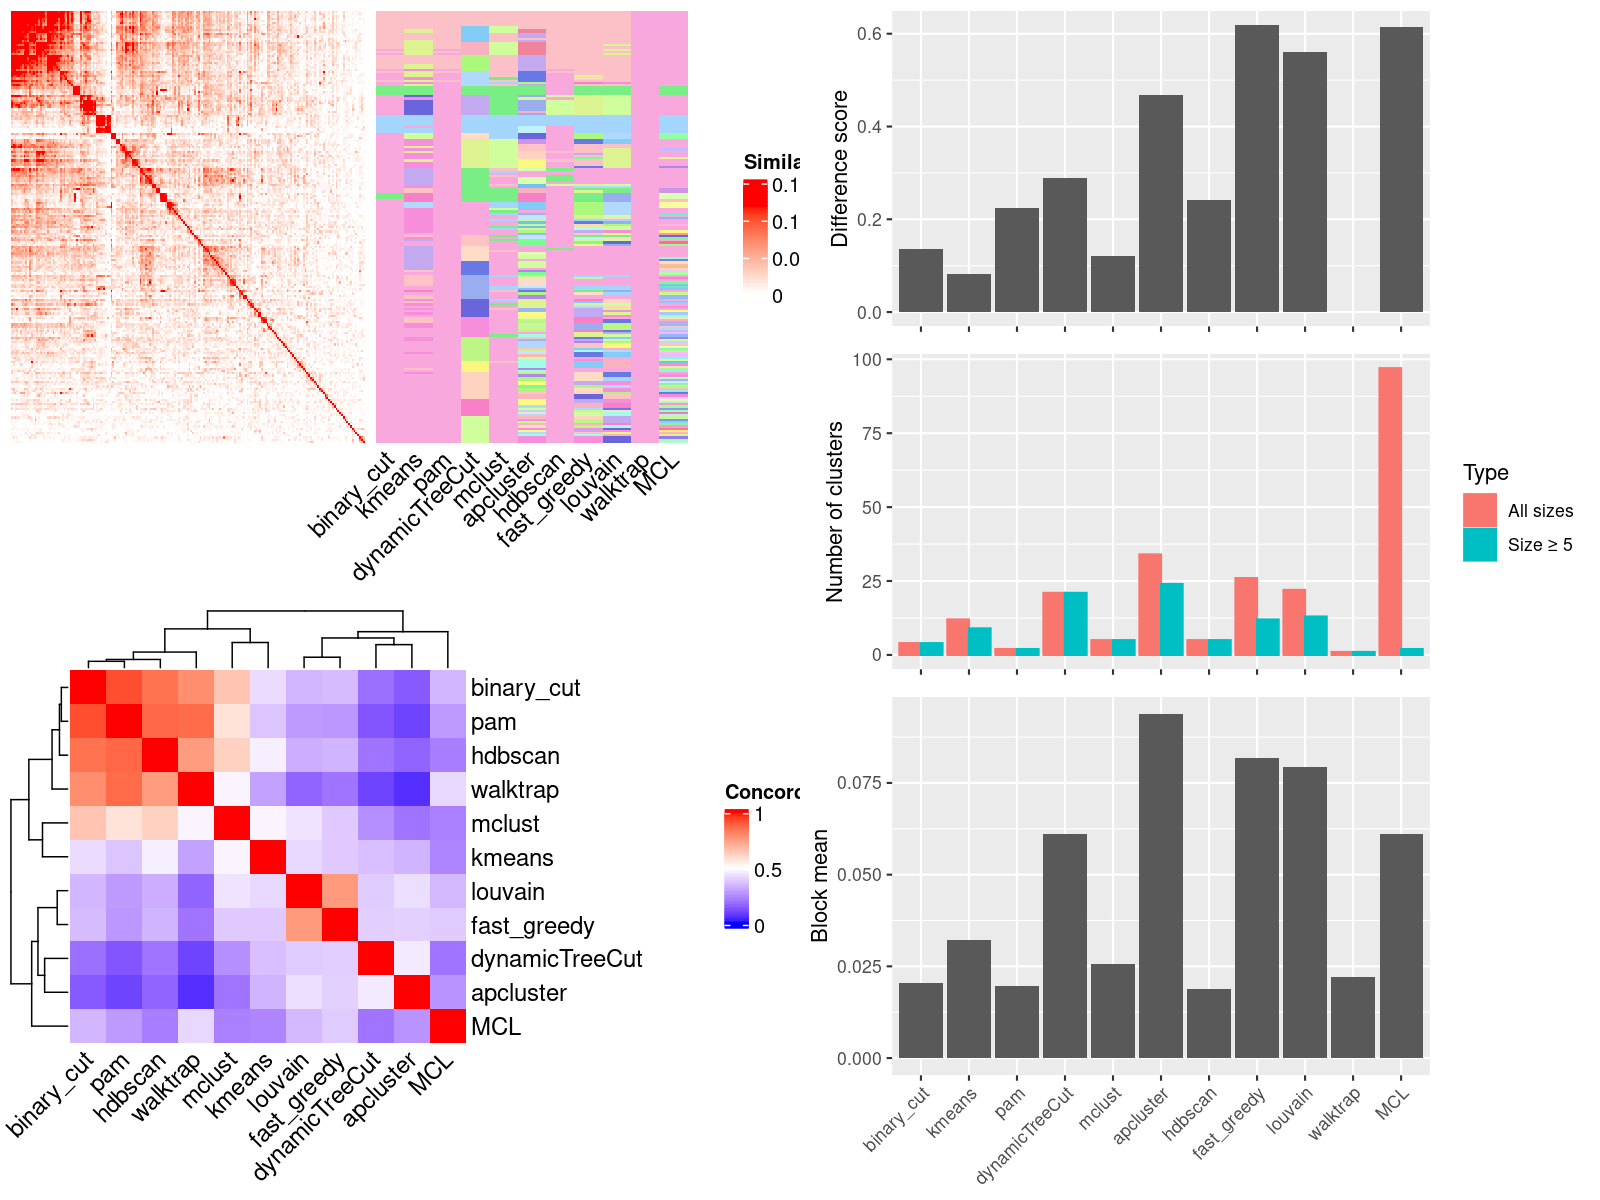 Simila
0.1
0.1
0.0
0
binary_cut
kmeans
pam
dynamicTreeCut
mclust
apcluster
hdbscan
fast_greedy
louvain
walktrap
MCL
binary_cut
pam
hdbscan
walktrap
mclust
kmeans
louvain
fast_greedy
dynamicTreeCut
apcluster
MCL
binary_cut
pam
hdbscan
walktrap
mclust
kmeans
louvain
fast_greedy
dynamicTreeCut
apcluster
MCL
Concord
1
0.5
0
Difference score
0.6
0.4
0.2
0.0
Number of clusters
100
75
50
25
0
Type
All sizes
Size ≥ 5
Block mean
0.075
0.050
0.025
0.000
binary_cut
kmeans
pam
dynamicTreeCut
mclust
apcluster
hdbscan
fast_greedy
louvain
walktrap
MCL